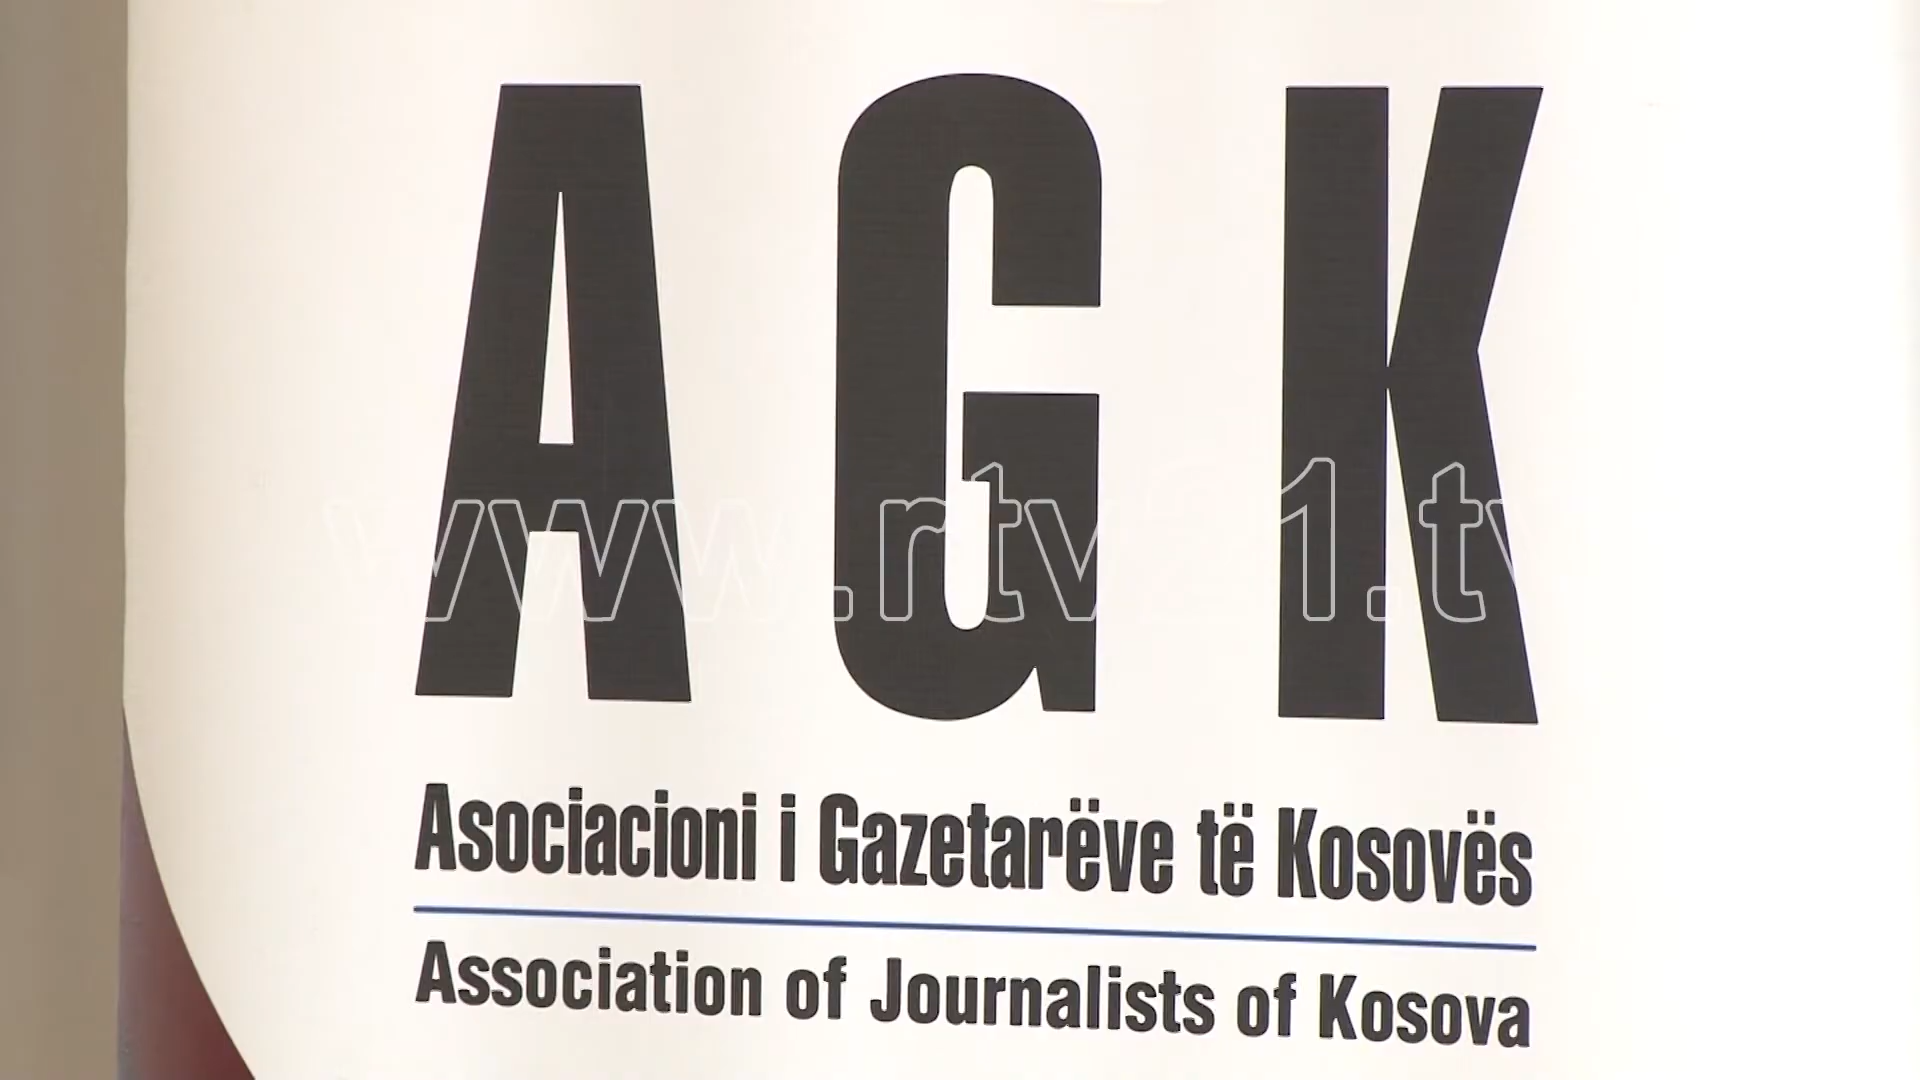 AGK
www.rtv21.tv
Asociacioni i Gazetarëve të Kosovës
Association of Journalists of Kosova